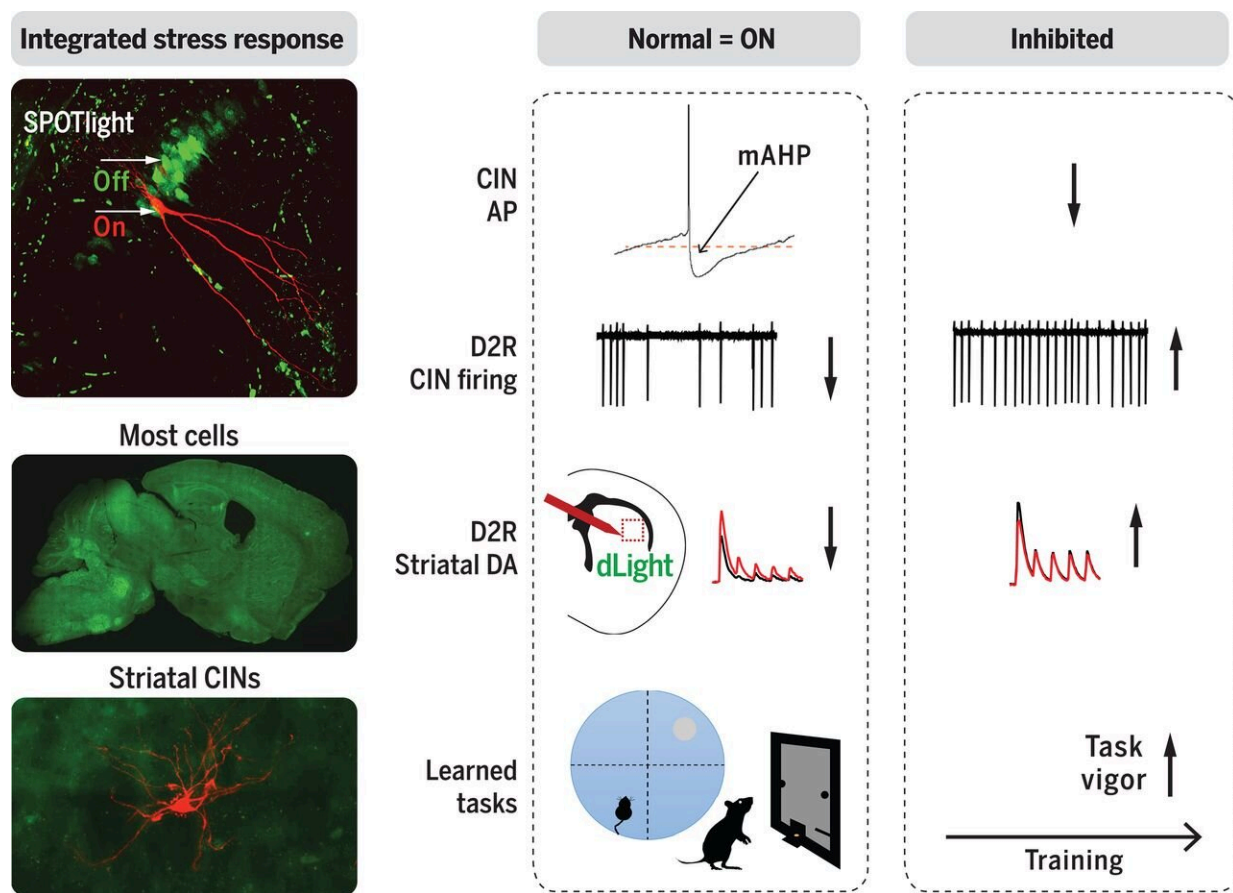 Integrated stress response
Normal = ON
Inhibited
SPOTlight
Off
On
Most cells
Striatal CINs
CIN
AP
mAHP
D2R
CIN firing
D2R
Striatal DA
dLight
Learned
tasks
Task
vigor
Training